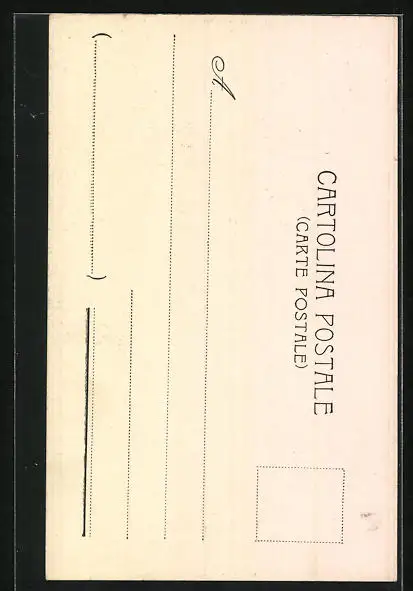 CARTOLINA POSTALE
(CARTE POSTALE)
A
( )